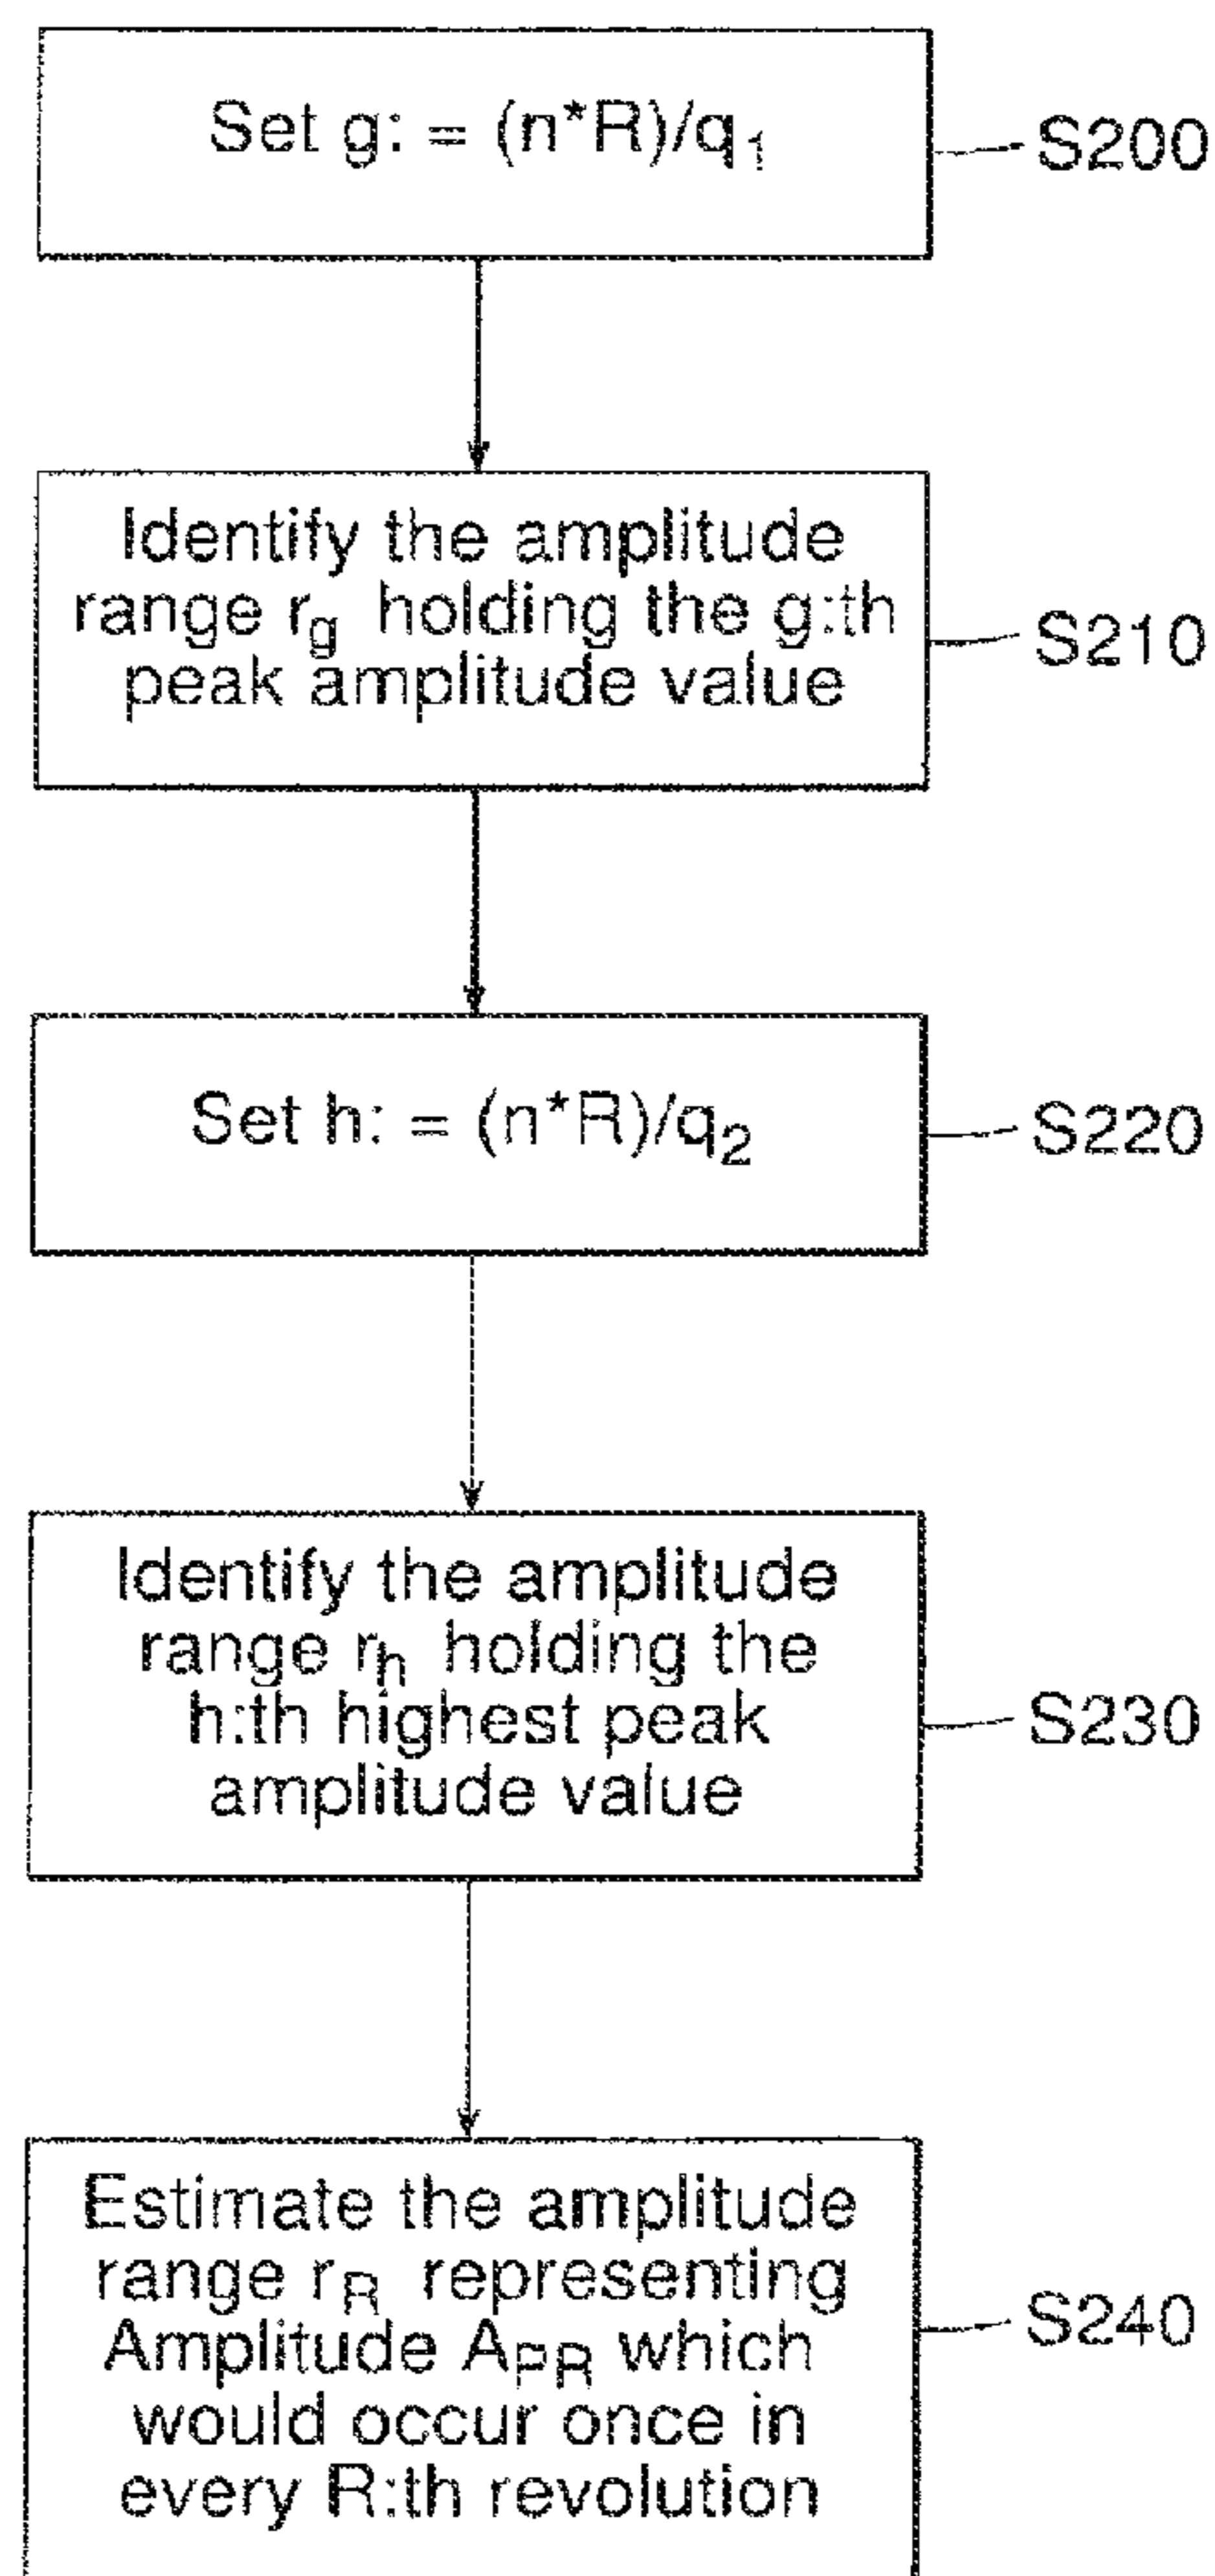 Set g: = (n*R)/q1
S200
Identify the amplitude
range rg holding the g:th
peak amplitude value
S210
Set h: = (n*R)/q2
S220
Identify the amplitude
range rh holding the
h:th highest peak
amplitude value
S230
Estimate the amplitude
range rR representing
Amplitude APR which
would occur once in
every R:th revolution
S240